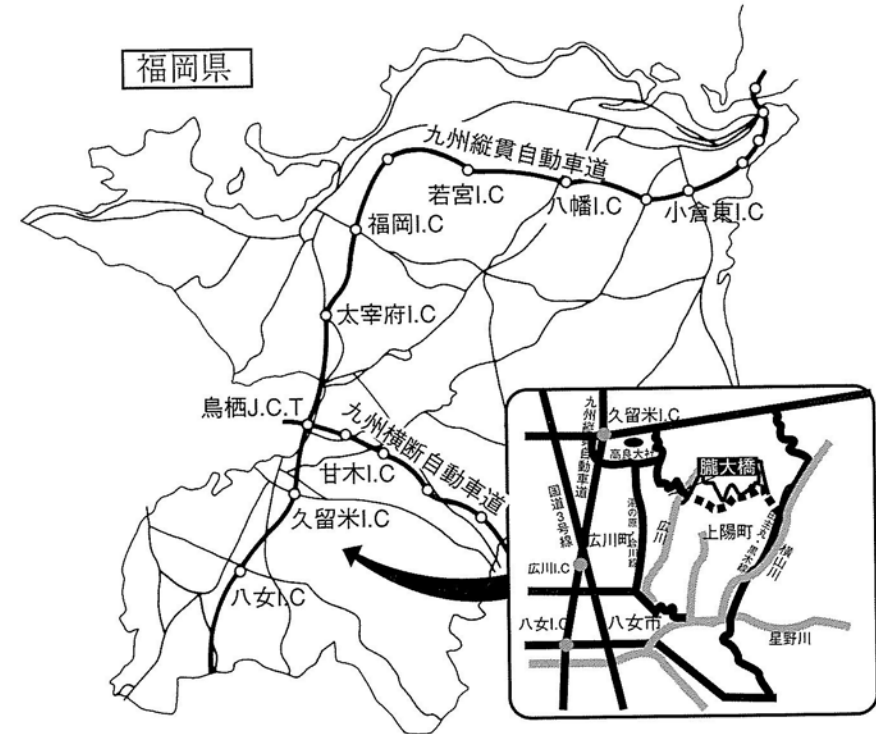 福岡県
九州縦貫自動車道
若宮I.C
八幡I.C
小倉東I.C
福岡I.C
太宰府I.C
鳥栖J.C.T
九州横断自動車道
甘木I.C
久留米I.C
八女I.C
久留米I.C
九州縦貫自動車道
高良大社
朧大橋
国道3号線
広川町
広川
上陽町
横山川
広川I.C
八女I.C
八女市
星野川